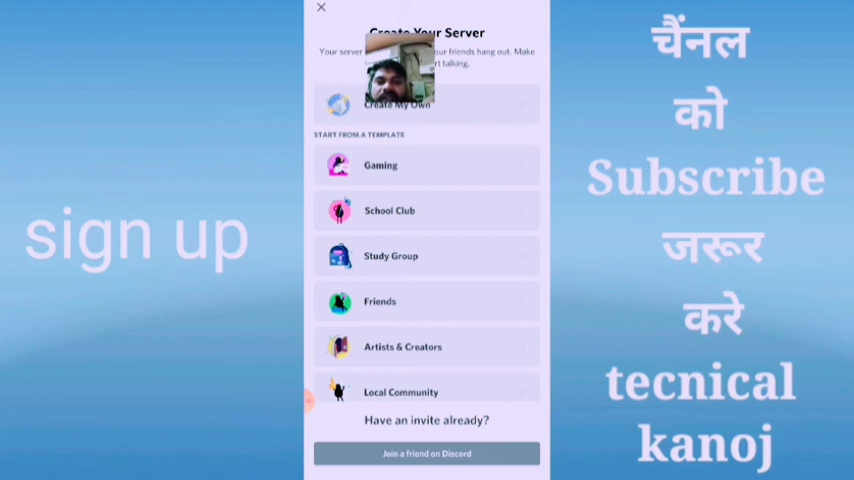 Create Your Server
Your server our friends hang out. Make
rt talking.
Create My Own
START FROM A TEMPLATE
Gaming
School Club
Study Group
Friends
Artists & Creators
Local Community
Have an invite already?
Join a friend on Discord
sign up
चैंनल
को
Subscribe
जरूर
करे
tecnical
kanoj